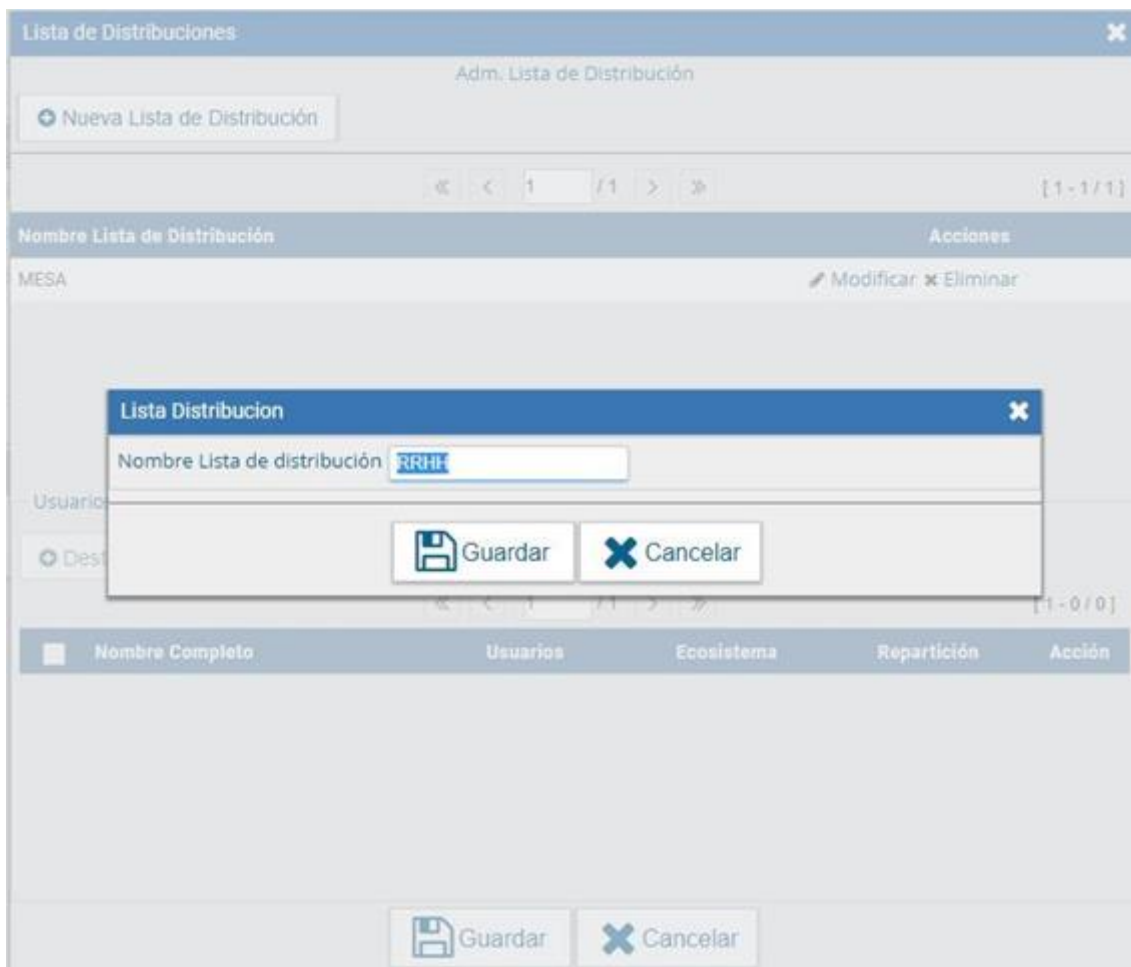 Lista de Distribuciones
Adm. Lista de Distribución
Nueva Lista de Distribución
1 / 1 [ 1 - 1 / 1 ]
Nombre Lista de Distribución Acciones
MESA Modificar Eliminar
Lista Distribucion
Nombre Lista de distribución RRHH
Guardar Cancelar
1 / 1 [ 1 - 0 / 0 ]
Nombre Completo Usuarios Ecosistema Repartición Acción
Guardar Cancelar